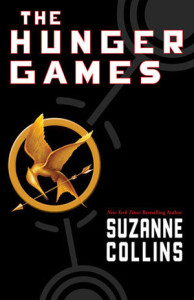 THE
HUNGER
GAMES
New York Times Bestselling Author
SUZANNE
COLLINS